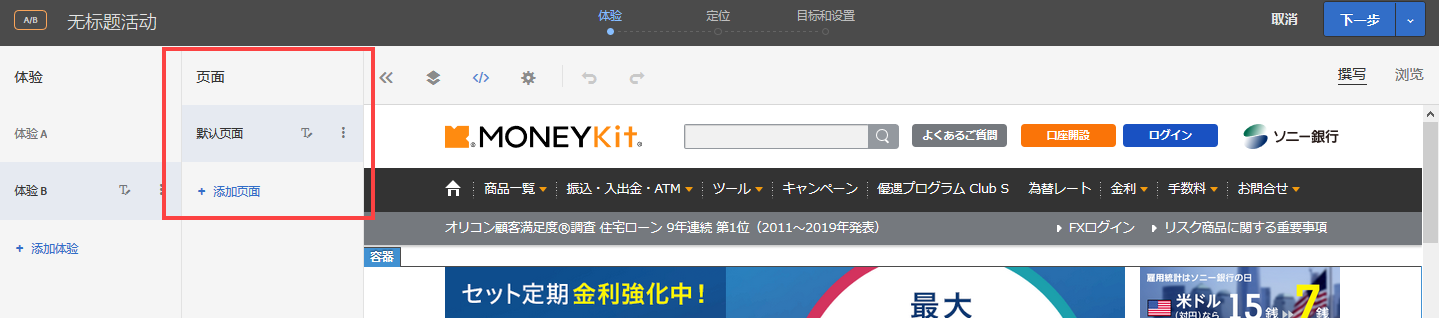 A/B 无标题活动 体验 定位 目标和设置 取消 下一步
体验 页面 撰写 浏览
体验 A
默认页面
体验 B
+ 添加页面
+ 添加体验
MONEYKit よくあるご質問 口座開設 ログイン ソニー銀行
商品一覧 振込・入出金・ATM ツール キャンペーン 優遇プログラム Club S 為替レート 金利 手数料 お問合せ
オリコン顧客満足度®調査 住宅ローン 9年連続 第1位（2011～2019年発表） FXログイン リスク商品に関する重要事項
容器
セット定期 金利強化中！
最大
雇用統計はソニー銀行の日
米ドル 15銭 7銭
(対円)なら